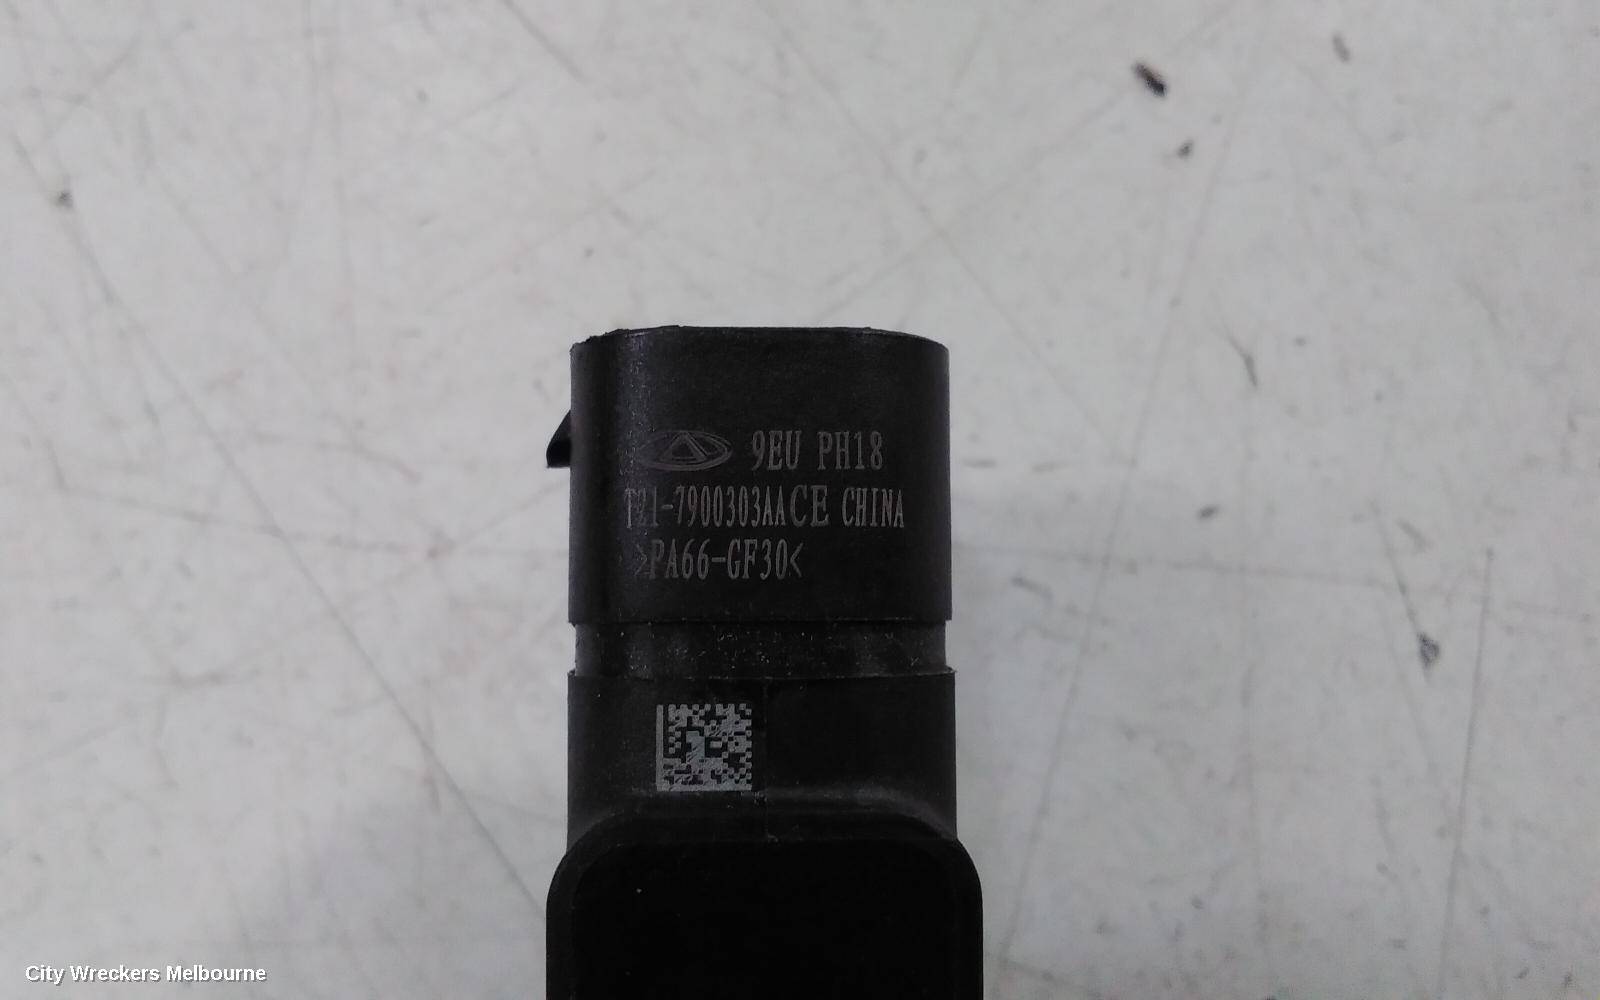 9EU PH18
T21-7900303AACE CHINA
>PA66-GF30<
City Wreckers Melbourne